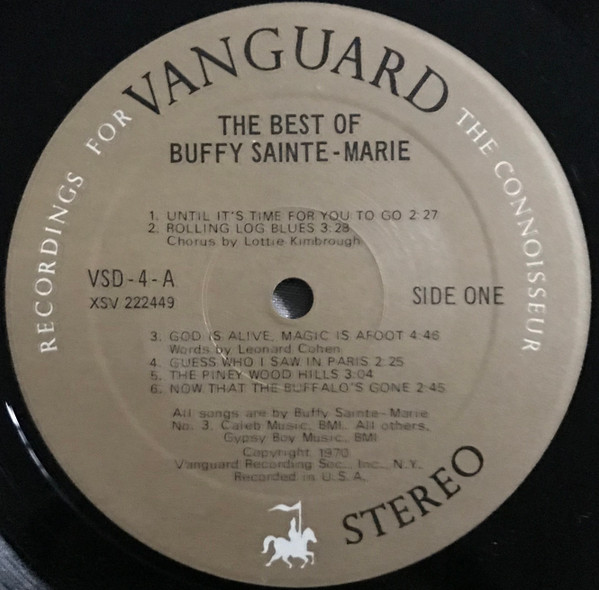 RECORDINGS FOR VANGUARD THE CONNOISSEUR
THE BEST OF
BUFFY SAINTE-MARIE
1. UNTIL IT'S TIME FOR YOU TO GO 2:27
2. ROLLING LOG BLUES 3:28
Chorus by Lottie Kimbrough
VSD-4-A
XSV 222449
SIDE ONE
3. GOD IS ALIVE, MAGIC IS AFOOT 4:46
Words by Leonard Cohen
4. GUESS WHO I SAW IN PARIS 2:25
5. THE PINEY WOOD HILLS 3:04
6. NOW THAT THE BUFFALO'S GONE 2:45
All songs are by Buffy Sainte-Marie
No. 3, Caleb Music, BMI. All others,
Gypsy Boy Music, BMI
Copyright 1970
Vanguard Recording Soc., Inc., N.Y.
Recorded in U.S.A.
STEREO